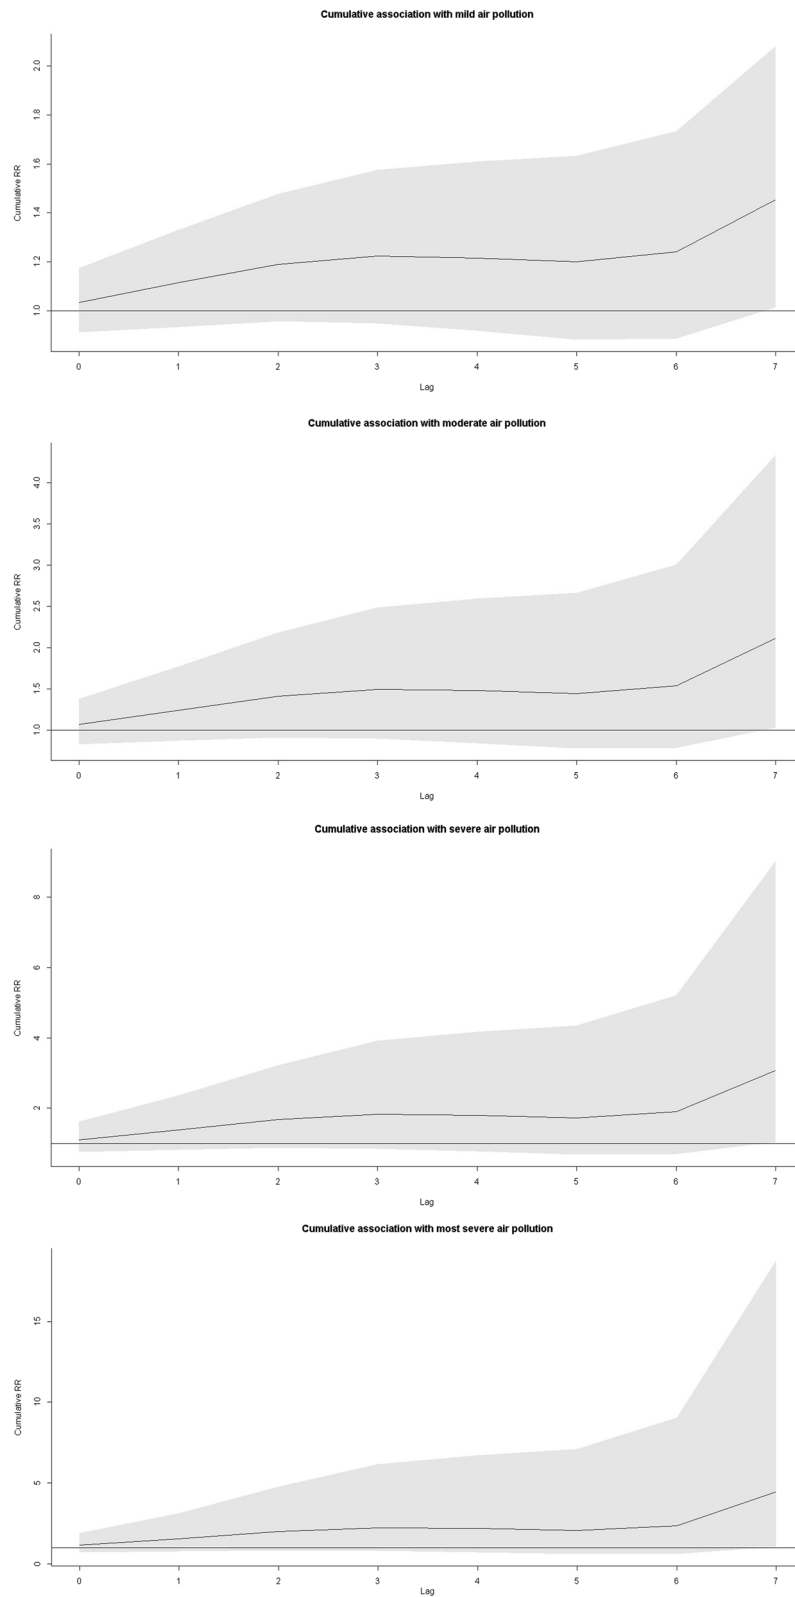 Cumulative association with mild air pollution
2.0
1.8
1.6
1.4
1.2
1.0
Cumulative RR
0 1 2 3 4 5 6 7
Lag
Cumulative association with moderate air pollution
4.0
3.5
3.0
2.5
2.0
1.5
1.0
Cumulative RR
0 1 2 3 4 5 6 7
Lag
Cumulative association with severe air pollution
8
6
4
2
Cumulative RR
0 1 2 3 4 5 6 7
Lag
Cumulative association with most severe air pollution
15
10
5
0
Cumulative RR
0 1 2 3 4 5 6 7
Lag